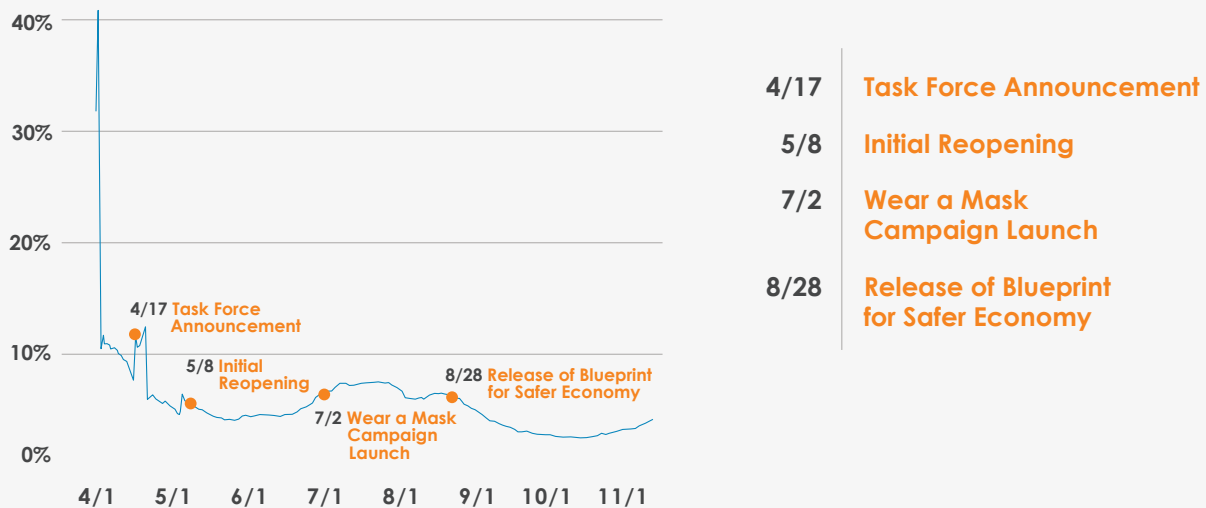 40%
30%
20%
10%
0%
4/17 Task Force
Announcement
5/8 Initial
Reopening
7/2 Wear a Mask
Campaign
Launch
8/28 Release of Blueprint
for Safer Economy
4/1 5/1 6/1 7/1 8/1 9/1 10/1 11/1
4/17 Task Force Announcement
5/8 Initial Reopening
7/2 Wear a Mask
Campaign Launch
8/28 Release of Blueprint
for Safer Economy